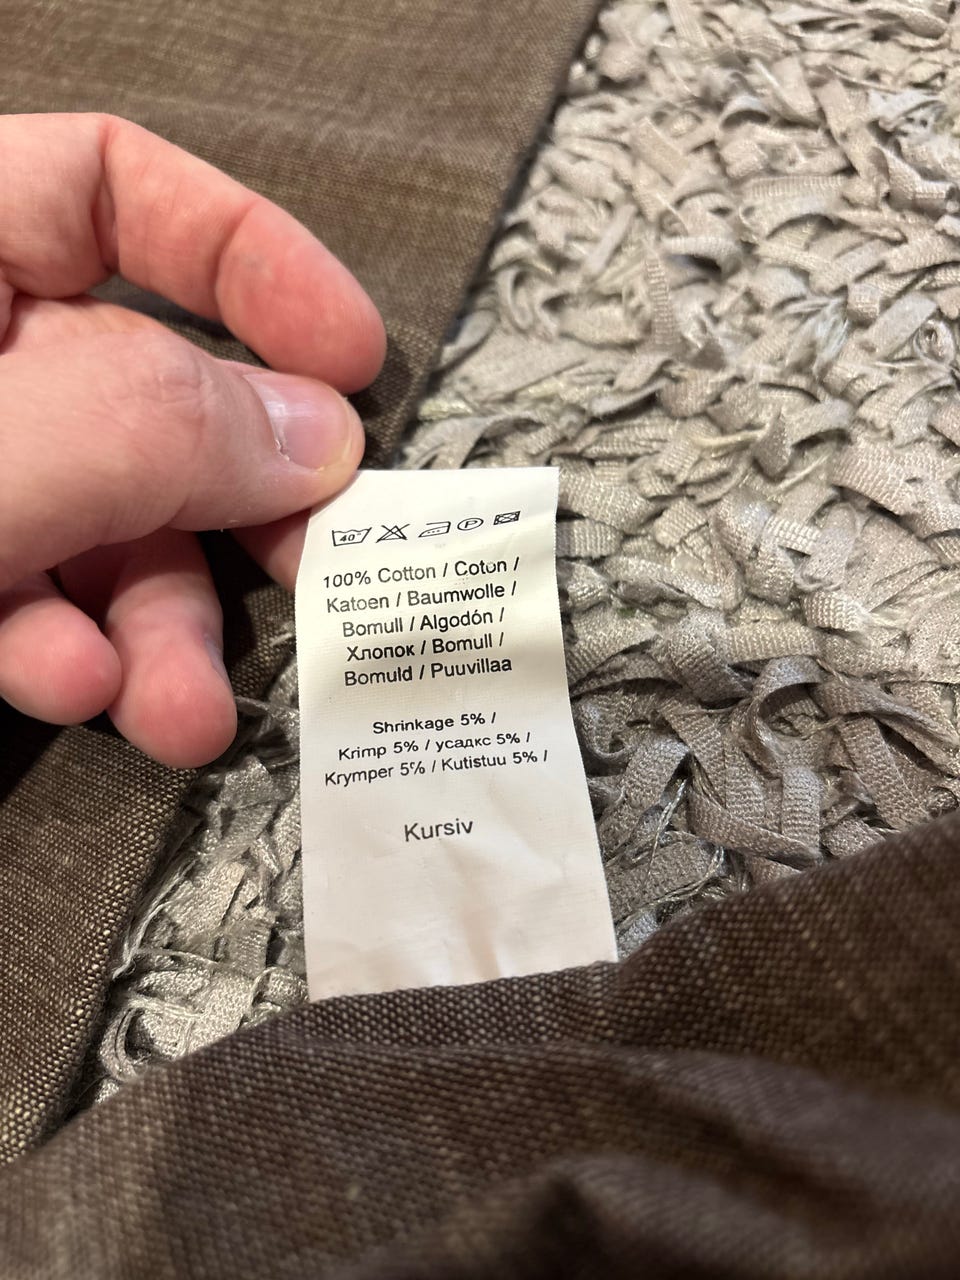 40°
P
100% Cotton / Coton /
Katoen / Baumwolle /
Bomull / Algodón /
Хлопок / Bomull /
Bomuld / Puuvillaa
Shrinkage 5% /
Krimp 5% / усадкс 5% /
Krymper 5% / Kutistuu 5% /
Kursiv